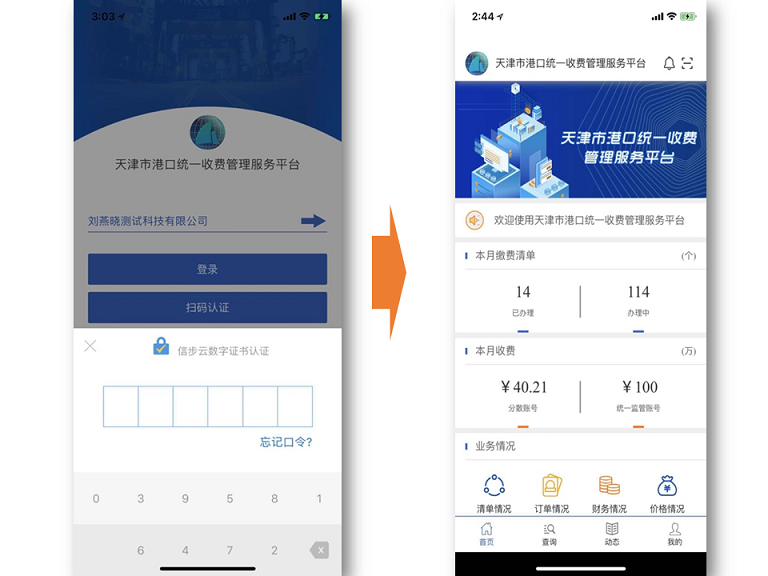 3:03
天津市港口统一收费管理服务平台
刘燕晓测试科技有限公司
登录
扫码认证
信步云数字证书认证
忘记口令?
0 3 9 5 8 1
6 4 7 2
2:44
天津市港口统一收费管理服务平台
天津市港口统一收费
管理服务平台
欢迎使用天津市港口统一收费管理服务平台
本月缴费清单 (个)
14 114
已办理 办理中
本月收费 (万)
¥40.21 ¥100
分散账号 统一监管账号
业务情况
清单情况 订单情况 财务情况 价格情况
首页 查询 动态 我的